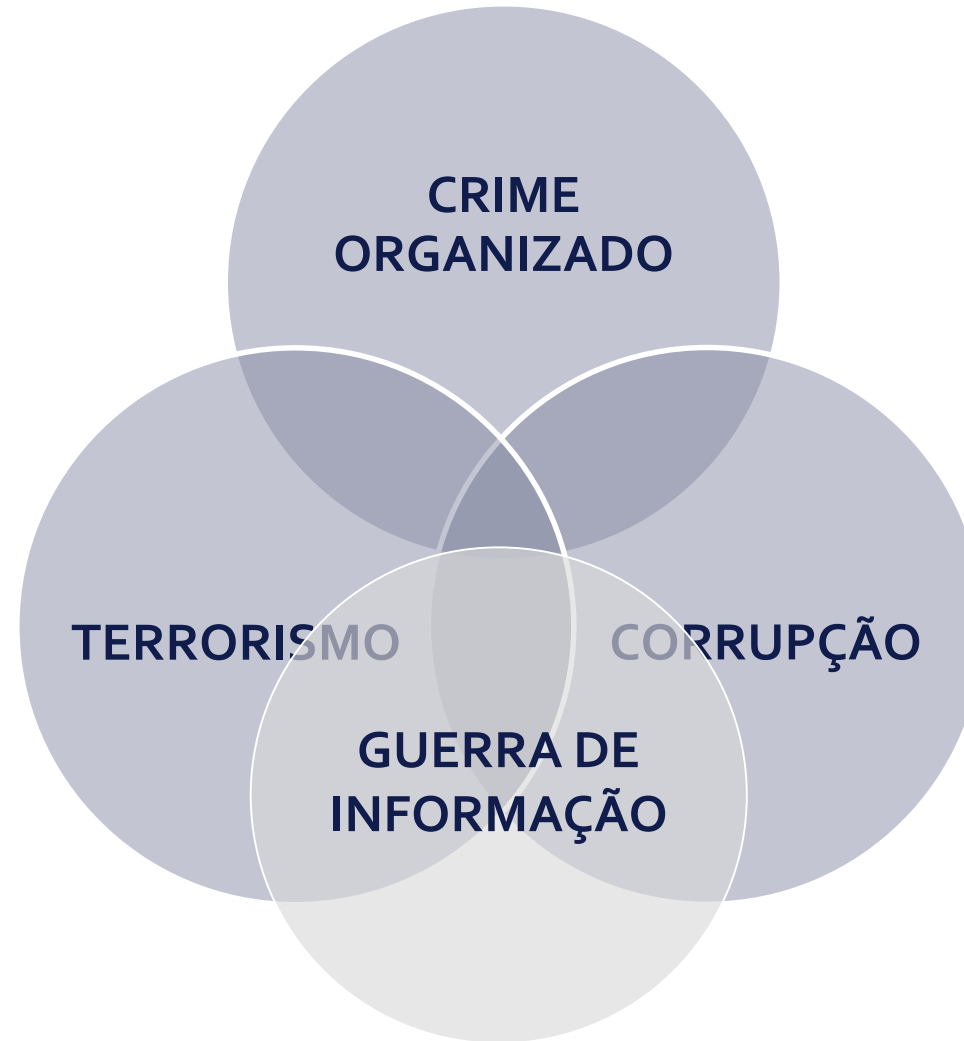 CRIME
ORGANIZADO
TERRORISMO
CORRUPÇÃO
GUERRA DE
INFORMAÇÃO